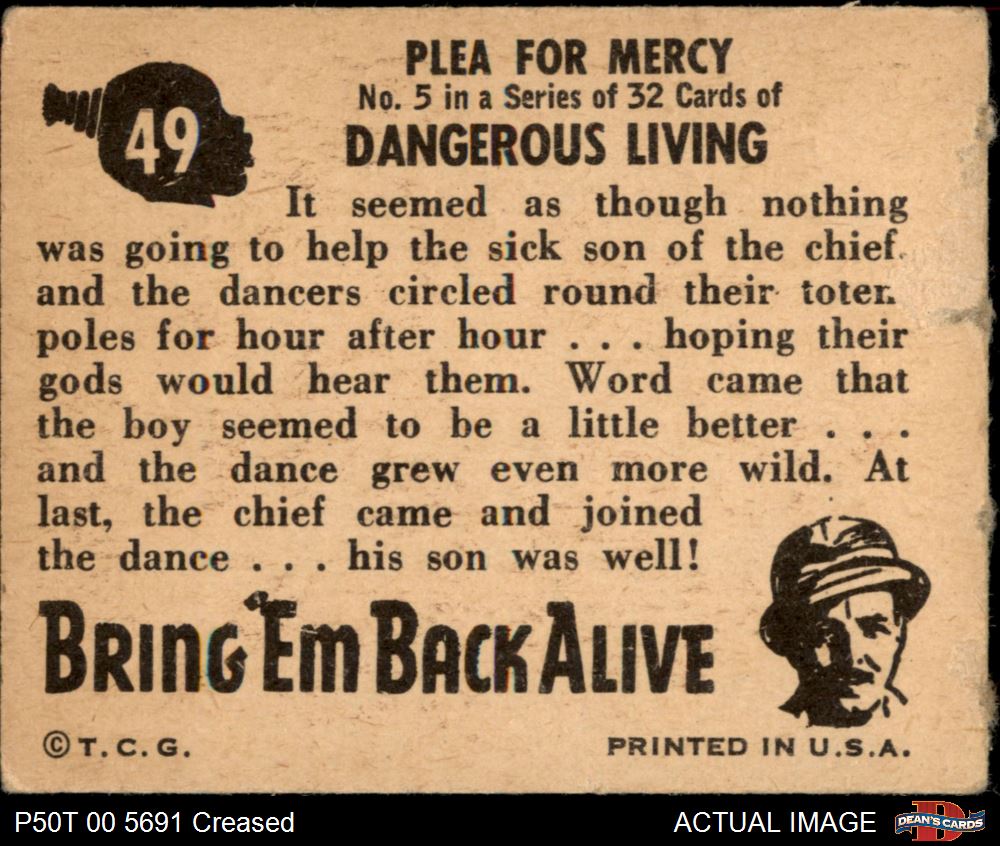 PLEA FOR MERCY
No. 5 in a Series of 32 Cards of
DANGEROUS LIVING
49
It seemed as though nothing
was going to help the sick son of the chief
and the dancers circled round their totem
poles for hour after hour . . . hoping their
gods would hear them. Word came that
the boy seemed to be a little better . . .
and the dance grew even more wild. At
last, the chief came and joined
the dance . . . his son was well!
BRING 'EM BACK ALIVE
© T. C. G.
PRINTED IN U.S.A.
P50T 00 5691 Creased
ACTUAL IMAGE
DEAN'S CARDS